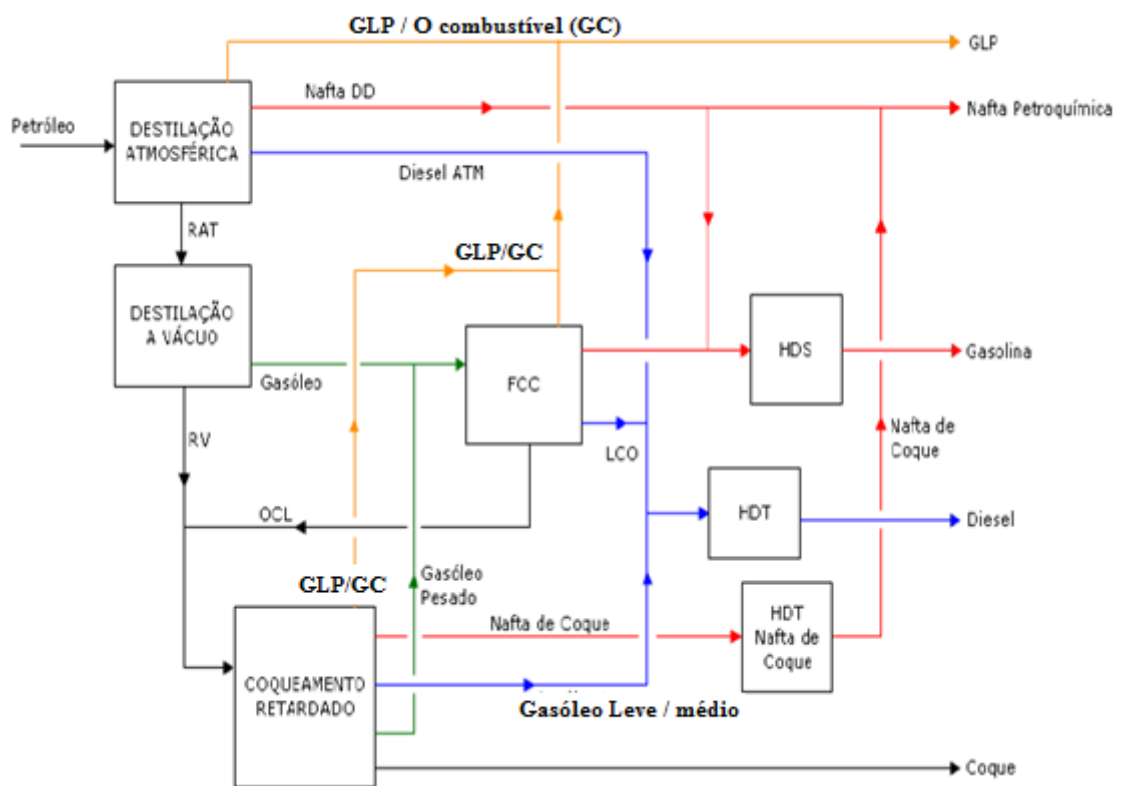 GLP / O combustível (GC)
GLP
Nafta DD
Nafta Petroquímica
Petróleo
DESTILAÇÃO
ATMOSFÉRICA
Diesel ATM
RAT
GLP/GC
DESTILAÇÃO
A VÁCUO
HDS
Gasolina
Gasóleo
FCC
Nafta de
Coque
RV
LCO
OCL
HDT
Diesel
GLP/GC
Gasóleo
Pesado
Nafta de Coque
HDT
Nafta de
Coque
COQUEAMENTO
RETARDADO
Gasóleo Leve / médio
Coque